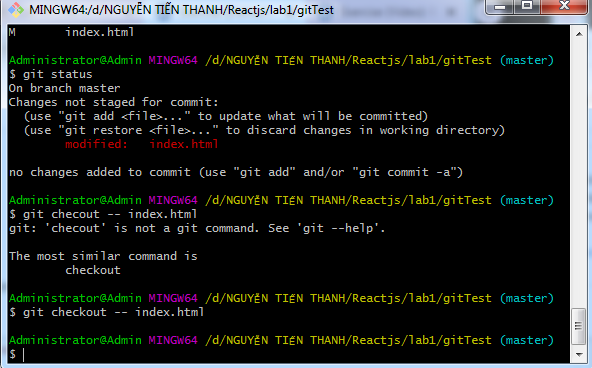 MINGW64:/d/NGUYỄN TIẾN THANH/Reactjs/lab1/gitTest
M index.html
Administrator@Admin MINGW64 /d/NGUYỄN TIẾN THANH/Reactjs/lab1/gitTest (master)
$ git status
On branch master
Changes not staged for commit:
(use "git add <file>..." to update what will be committed)
(use "git restore <file>..." to discard changes in working directory)
modified: index.html
no changes added to commit (use "git add" and/or "git commit -a")
Administrator@Admin MINGW64 /d/NGUYỄN TIẾN THANH/Reactjs/lab1/gitTest (master)
$ git checout -- index.html
git: 'checout' is not a git command. See 'git --help'.
The most similar command is
checkout
Administrator@Admin MINGW64 /d/NGUYỄN TIẾN THANH/Reactjs/lab1/gitTest (master)
$ git checkout -- index.html
Administrator@Admin MINGW64 /d/NGUYỄN TIẾN THANH/Reactjs/lab1/gitTest (master)
$